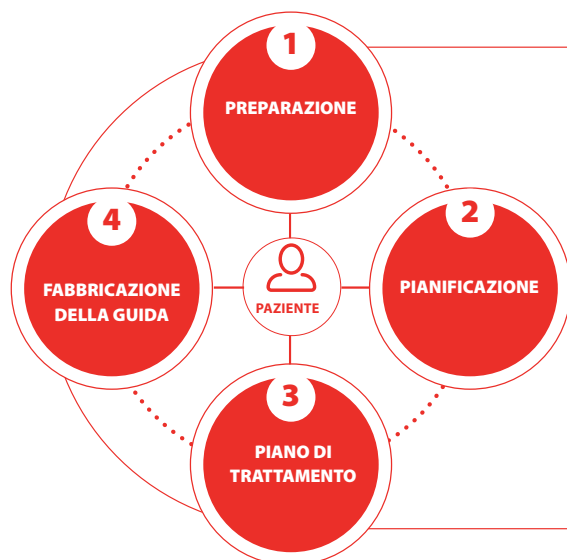 1
PREPARAZIONE
2
PIANIFICAZIONE
3
PIANO DI
TRATTAMENTO
4
FABBRICAZIONE
DELLA GUIDA
PAZIENTE